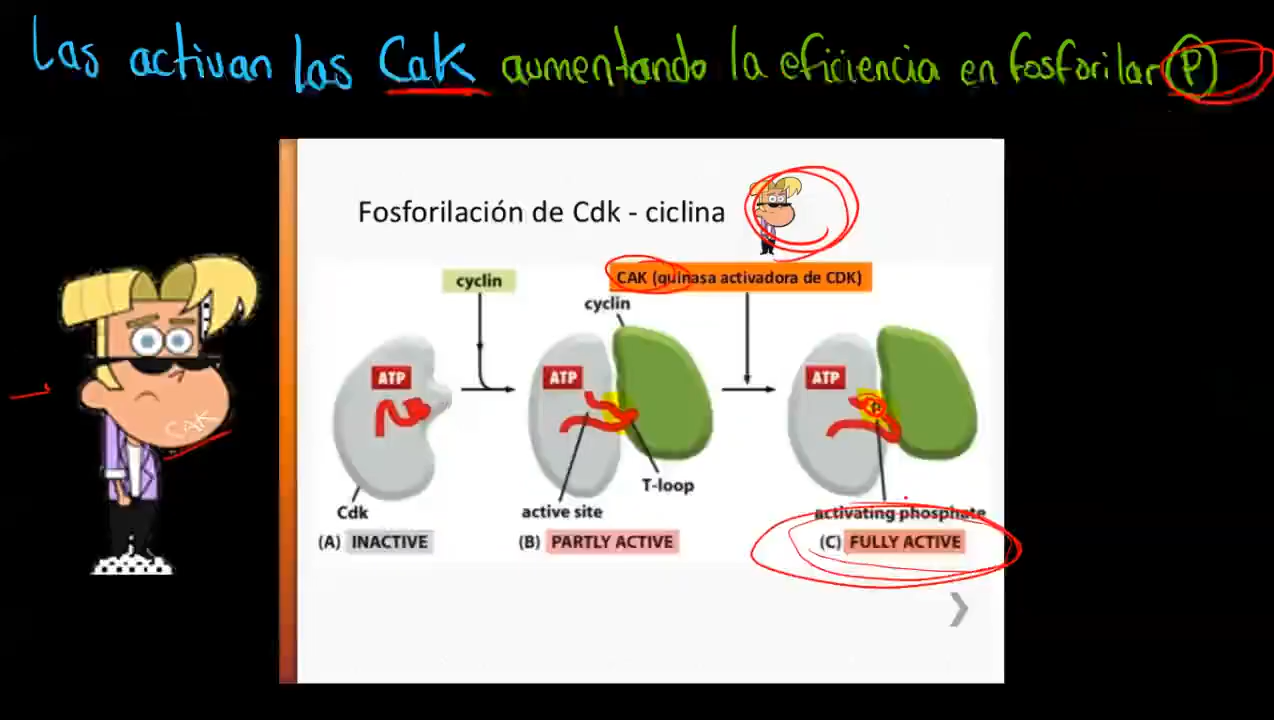 Las activan las CaK aumentando la eficiencia en fosforilar P
Fosforilación de Cdk - ciclina
cyclin
CAK (quinasa activadora de CDK)
cyclin
ATP
ATP
ATP
P
CAK
T-loop
Cdk
active site
activating phosphate
(A) INACTIVE
(B) PARTLY ACTIVE
(C) FULLY ACTIVE